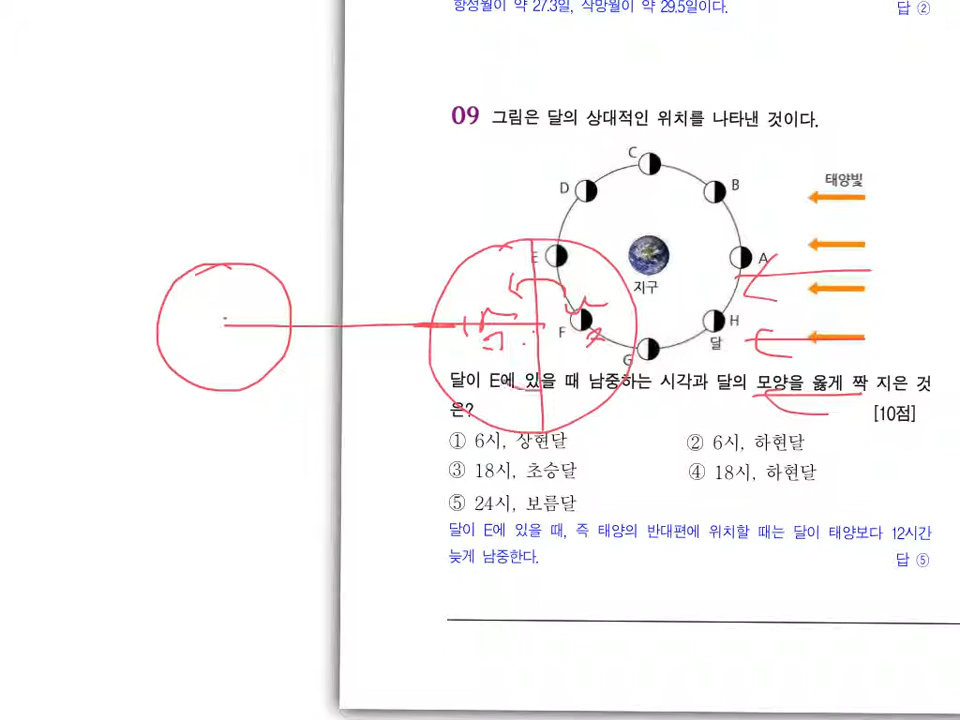 항성월이 약 27.3일, 삭망월이 약 29.5일이다. 답 ②
09 그림은 달의 상대적인 위치를 나타낸 것이다.
C
D
B
태양빛
E
A
지구
F
H
달
G
달이 E에 있을 때 남중하는 시각과 달의 모양을 옳게 짝 지은 것
은? [10점]
① 6시, 상현달 ② 6시, 하현달
③ 18시, 초승달 ④ 18시, 하현달
⑤ 24시, 보름달
달이 E에 있을 때, 즉 태양의 반대편에 위치할 때는 달이 태양보다 12시간
늦게 남중한다. 답 ⑤